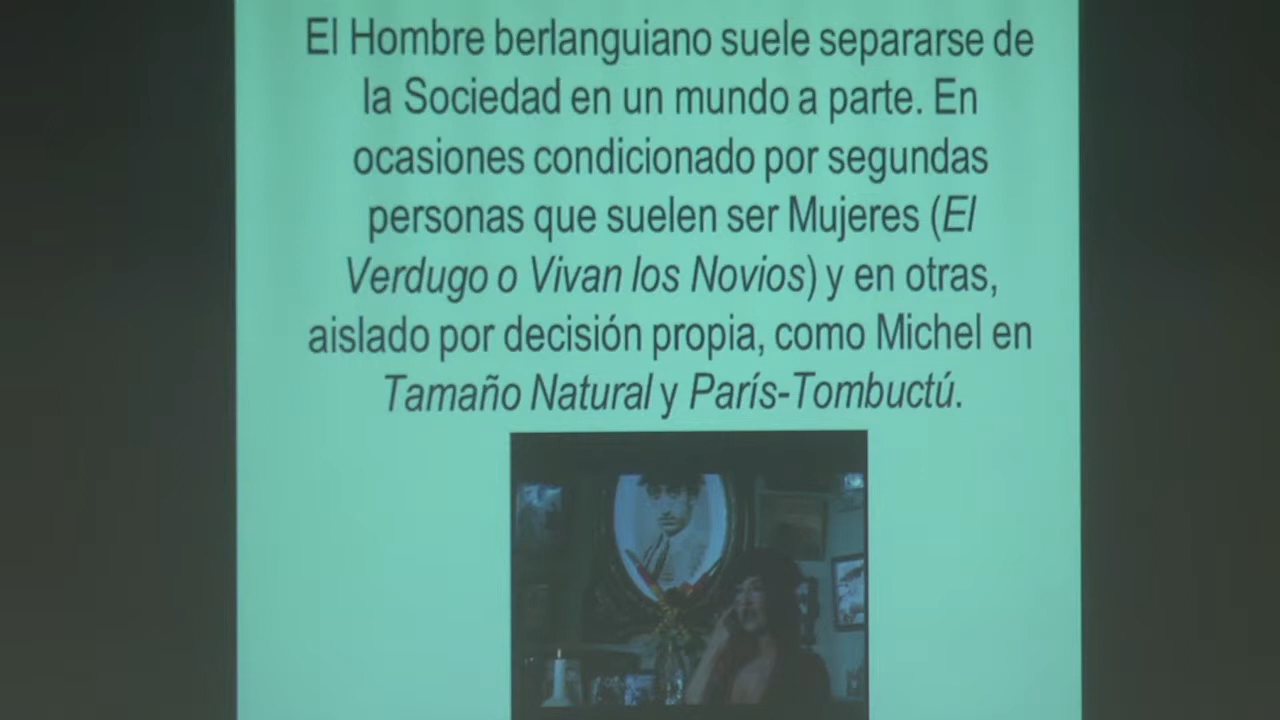 El Hombre berlanguiano suele separarse de
la Sociedad en un mundo a parte. En
ocasiones condicionado por segundas
personas que suelen ser Mujeres (El
Verdugo o Vivan los Novios) y en otras,
aislado por decisión propia, como Michel en
Tamaño Natural y París-Tombuctú.